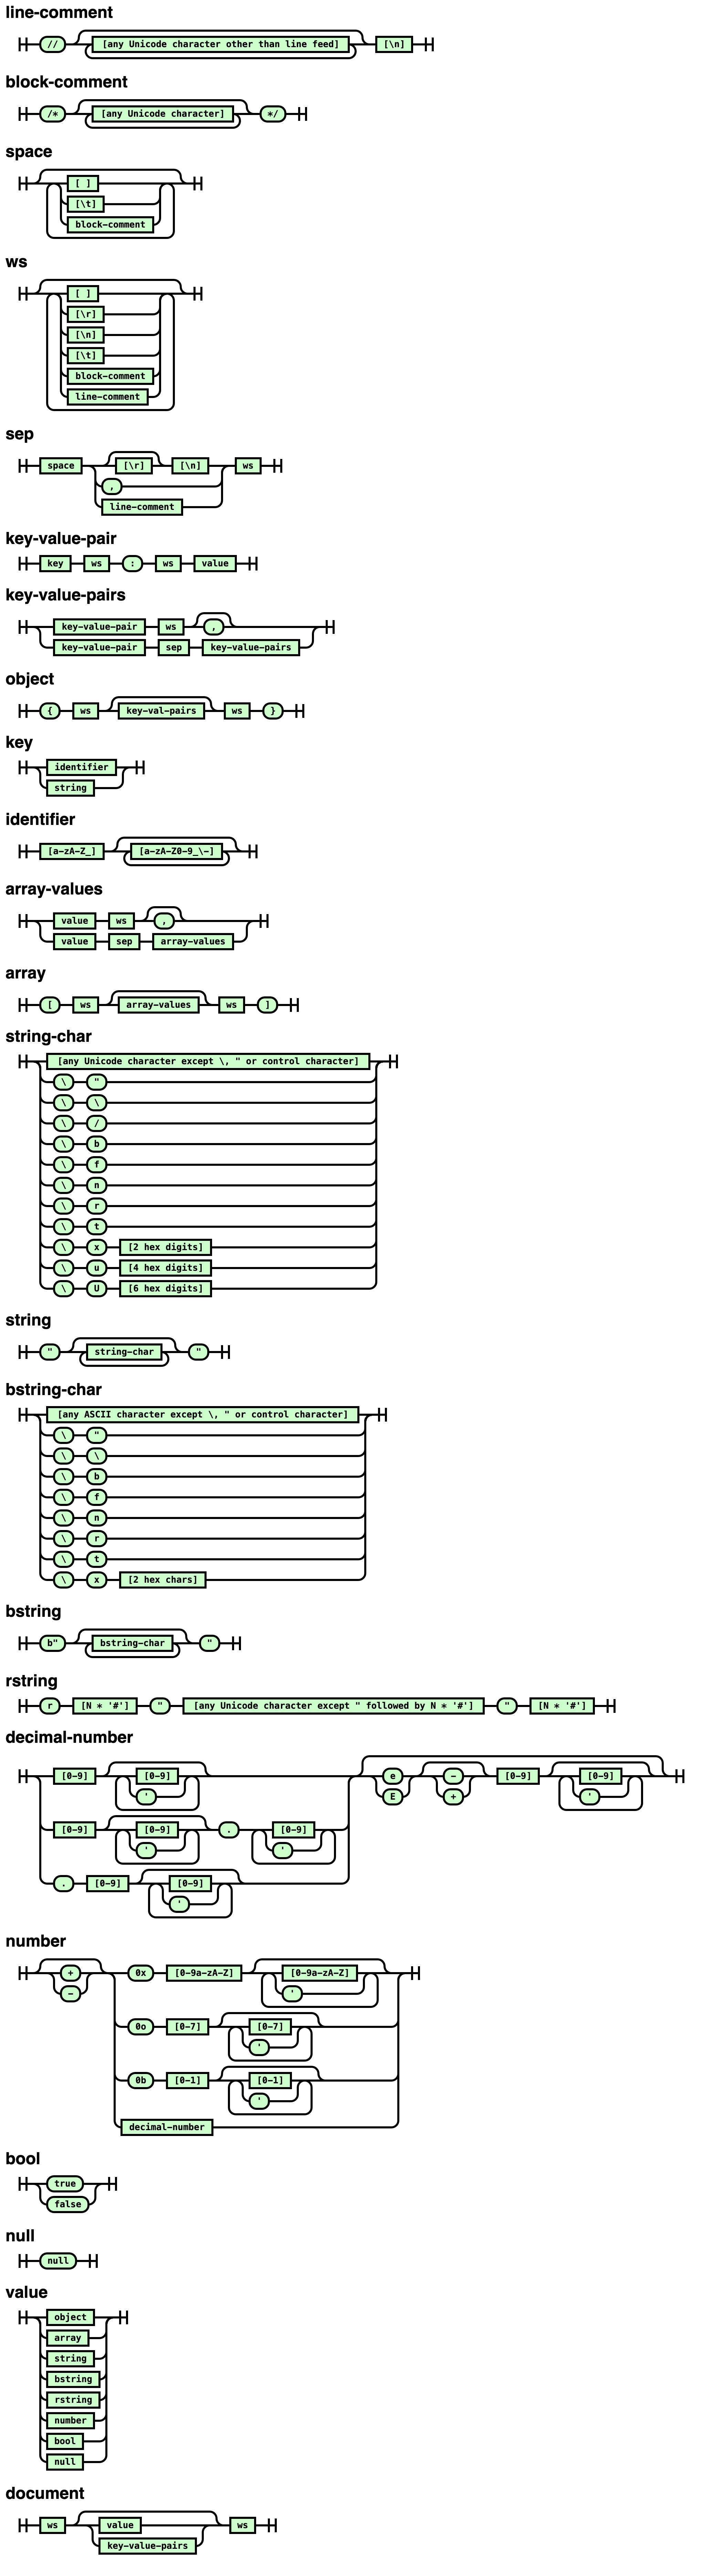 line-comment
// [any Unicode character other than line feed] [\n]
block-comment
/* [any Unicode character] */
space
[ ]
[\t]
block-comment
ws
[ ]
[\r]
[\n]
[\t]
block-comment
line-comment
sep
space [\r] [\n] ws
,
line-comment
key-value-pair
key ws : ws value
key-value-pairs
key-value-pair ws ,
key-value-pair sep key-value-pairs
object
{ ws key-val-pairs ws }
key
identifier
string
identifier
[a-zA-Z_] [a-zA-Z0-9_\-]
array-values
value ws ,
value sep array-values
array
[ ws array-values ws ]
string-char
[any Unicode character except \, " or control character]
\ "
\ \
\ /
\ b
\ f
\ n
\ r
\ t
\ x [2 hex digits]
\ u [4 hex digits]
\ U [6 hex digits]
string
" string-char "
bstring-char
[any ASCII character except \, " or control character]
\ "
\ \
\ b
\ f
\ n
\ r
\ t
\ x [2 hex chars]
bstring
b" bstring-char "
rstring
r [N * '#'] " [any Unicode character except " followed by N * '#'] " [N * '#']
decimal-number
[0-9] [0-9] e - [0-9] [0-9]
' E + '
[0-9] [0-9] . [0-9]
' '
. [0-9] [0-9]
'
number
+ 0x [0-9a-zA-Z] [0-9a-zA-Z]
- '
0o [0-7] [0-7]
'
0b [0-1] [0-1]
'
decimal-number
bool
true
false
null
null
value
object
array
string
bstring
rstring
number
bool
null
document
ws value ws
key-value-pairs